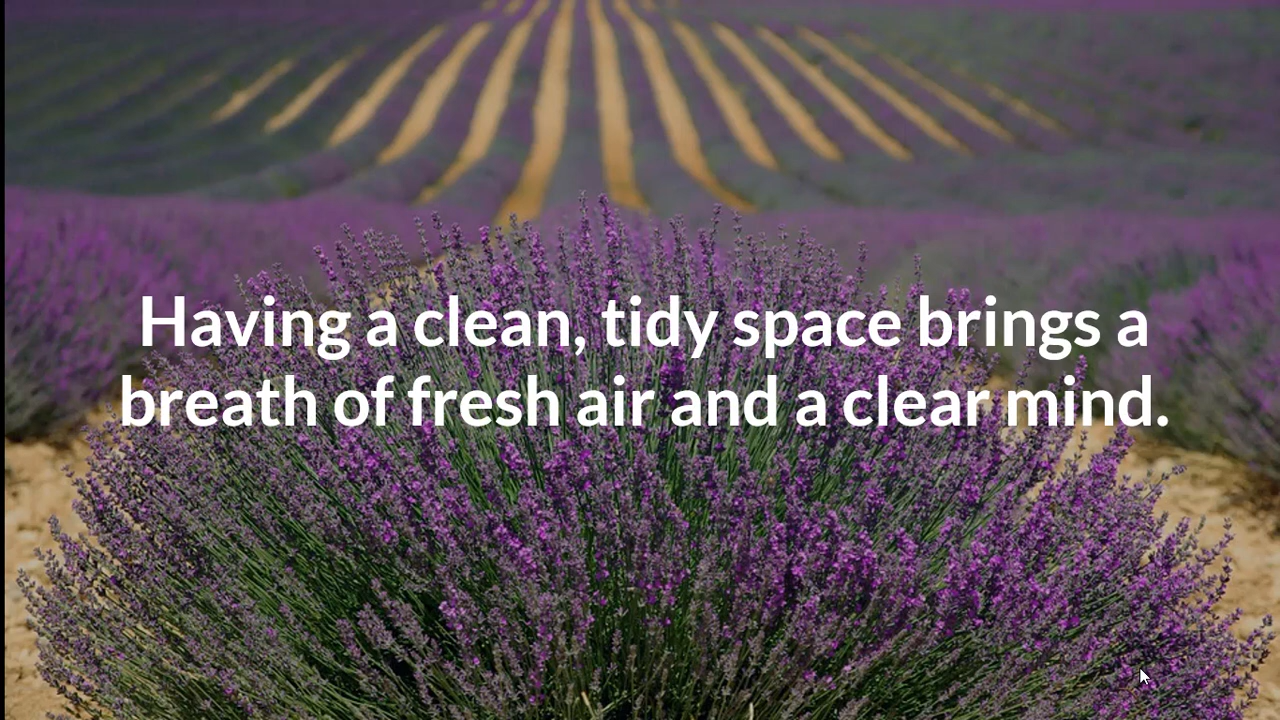 Having a clean, tidy space brings a
breath of fresh air and a clear mind.